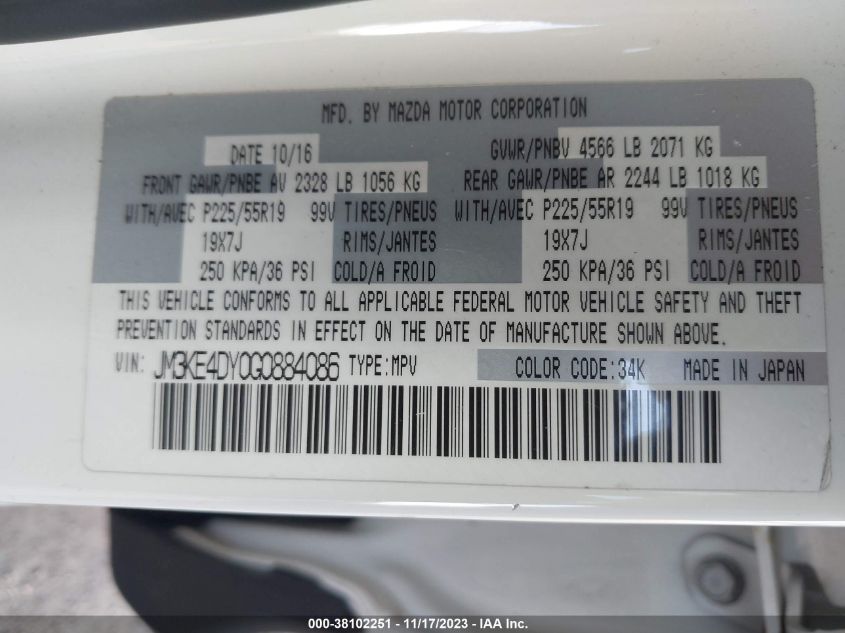 MFD. BY MAZDA MOTOR CORPORATION
DATE 10/16 GVWR/PNBV 4566 LB 2071 KG
FRONT GAWR/PNBE AV 2328 LB 1056 KG REAR GAWR/PNBE AR 2244 LB 1018 KG
WITH/AVEC P225/55R19 99V TIRES/PNEUS WITH/AVEC P225/55R19 99V TIRES/PNEUS
19X7J RIMS/JANTES 19X7J RIMS/JANTES
250 KPA/36 PSI COLD/A FROID 250 KPA/36 PSI COLD/A FROID
THIS VEHICLE CONFORMS TO ALL APPLICABLE FEDERAL MOTOR VEHICLE SAFETY AND THEFT
PREVENTION STANDARDS IN EFFECT ON THE DATE OF MANUFACTURE SHOWN ABOVE.
VIN: JM3KE4DY0G0884086 TYPE:MPV COLOR CODE:34K MADE IN JAPAN
000-38102251 - 11/17/2023 - IAA Inc.